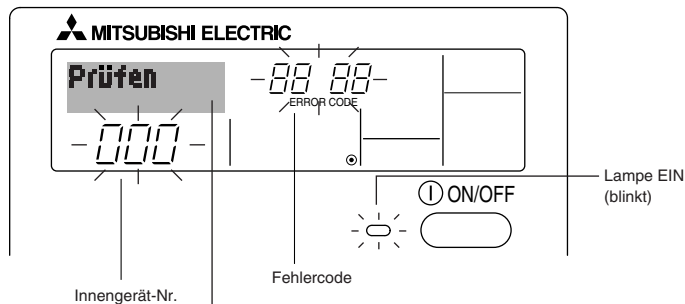 MITSUBISHI ELECTRIC
Prüfen
88 88
ERROR CODE
000
Lampe EIN
(blinkt)
ON/OFF
Fehlercode
Innengerät-Nr.